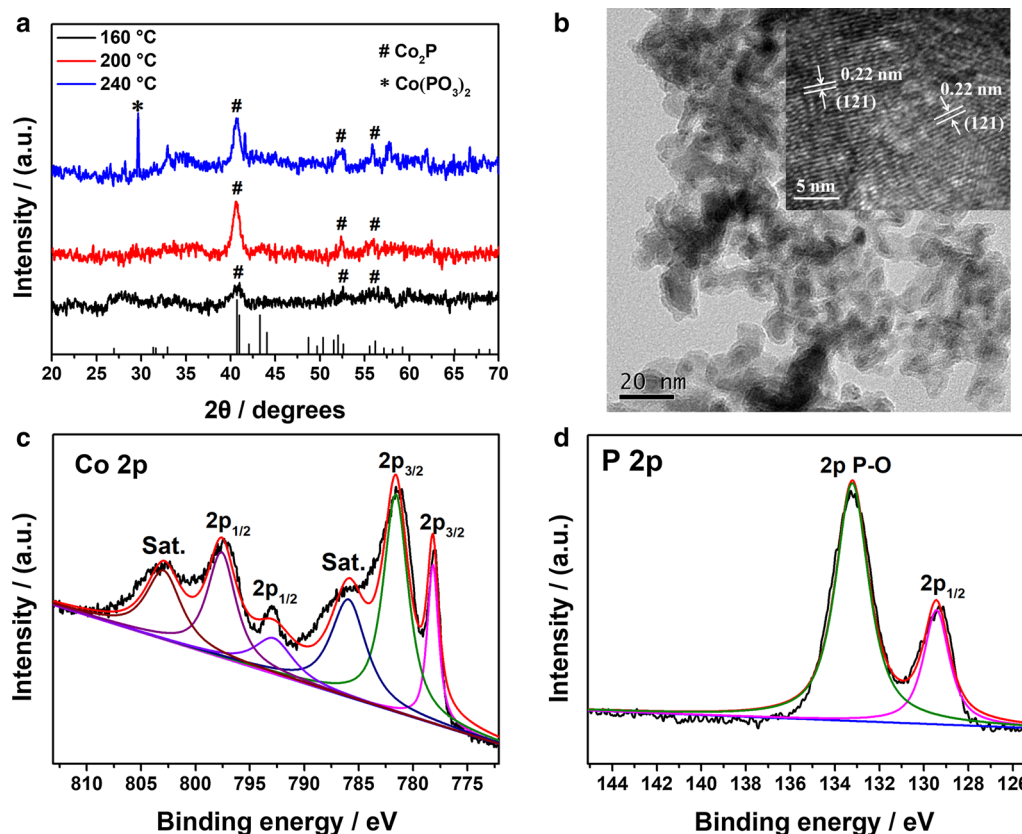 a
160 °C
200 °C
240 °C
# Co₂P
* Co(PO₃)₂
*
#
#
#
#
#
#
#
#
#
Intensity / (a.u.)
20 25 30 35 40 45 50 55 60 65 70
2θ / degrees
b
0.22 nm
(121)
0.22 nm
(121)
5 nm
20 nm
c
Co 2p
Sat.
2p1/2
2p1/2
Sat.
2p3/2
2p3/2
Intensity / (a.u.)
810 805 800 795 790 785 780 775
Binding energy / eV
d
P 2p
2p P-O
2p1/2
Intensity / (a.u.)
144 142 140 138 136 134 132 130 128 126
Binding energy / eV